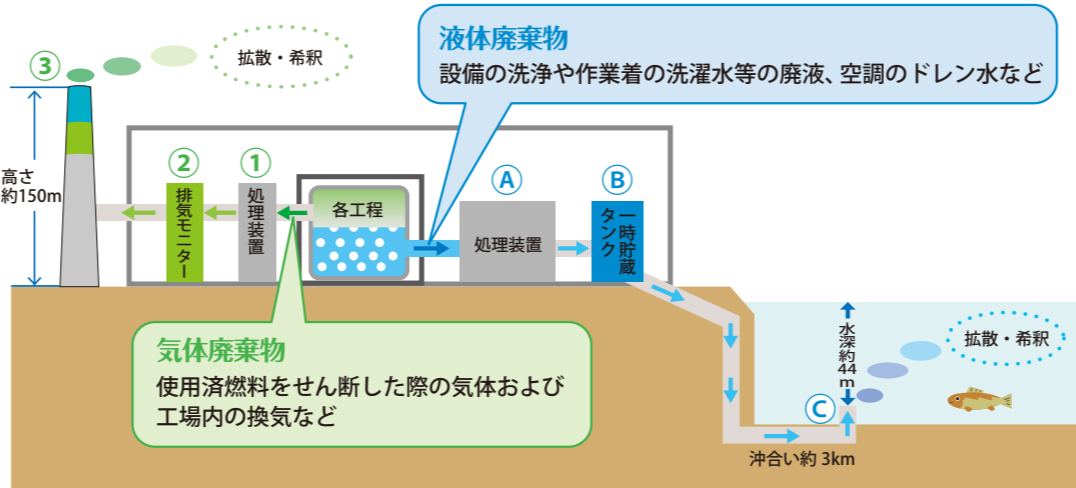 ③
拡散・希釈
液体廃棄物
設備の洗浄や作業着の洗濯水等の廃液、空調のドレン水など
高さ
約150m
②
排気モニター
①
処理装置
各工程
Ⓐ
処理装置
Ⓑ
一時貯蔵
タンク
気体廃棄物
使用済燃料をせん断した際の気体および
工場内の換気など
水深約44m
拡散・希釈
Ⓒ
沖合い約 3km